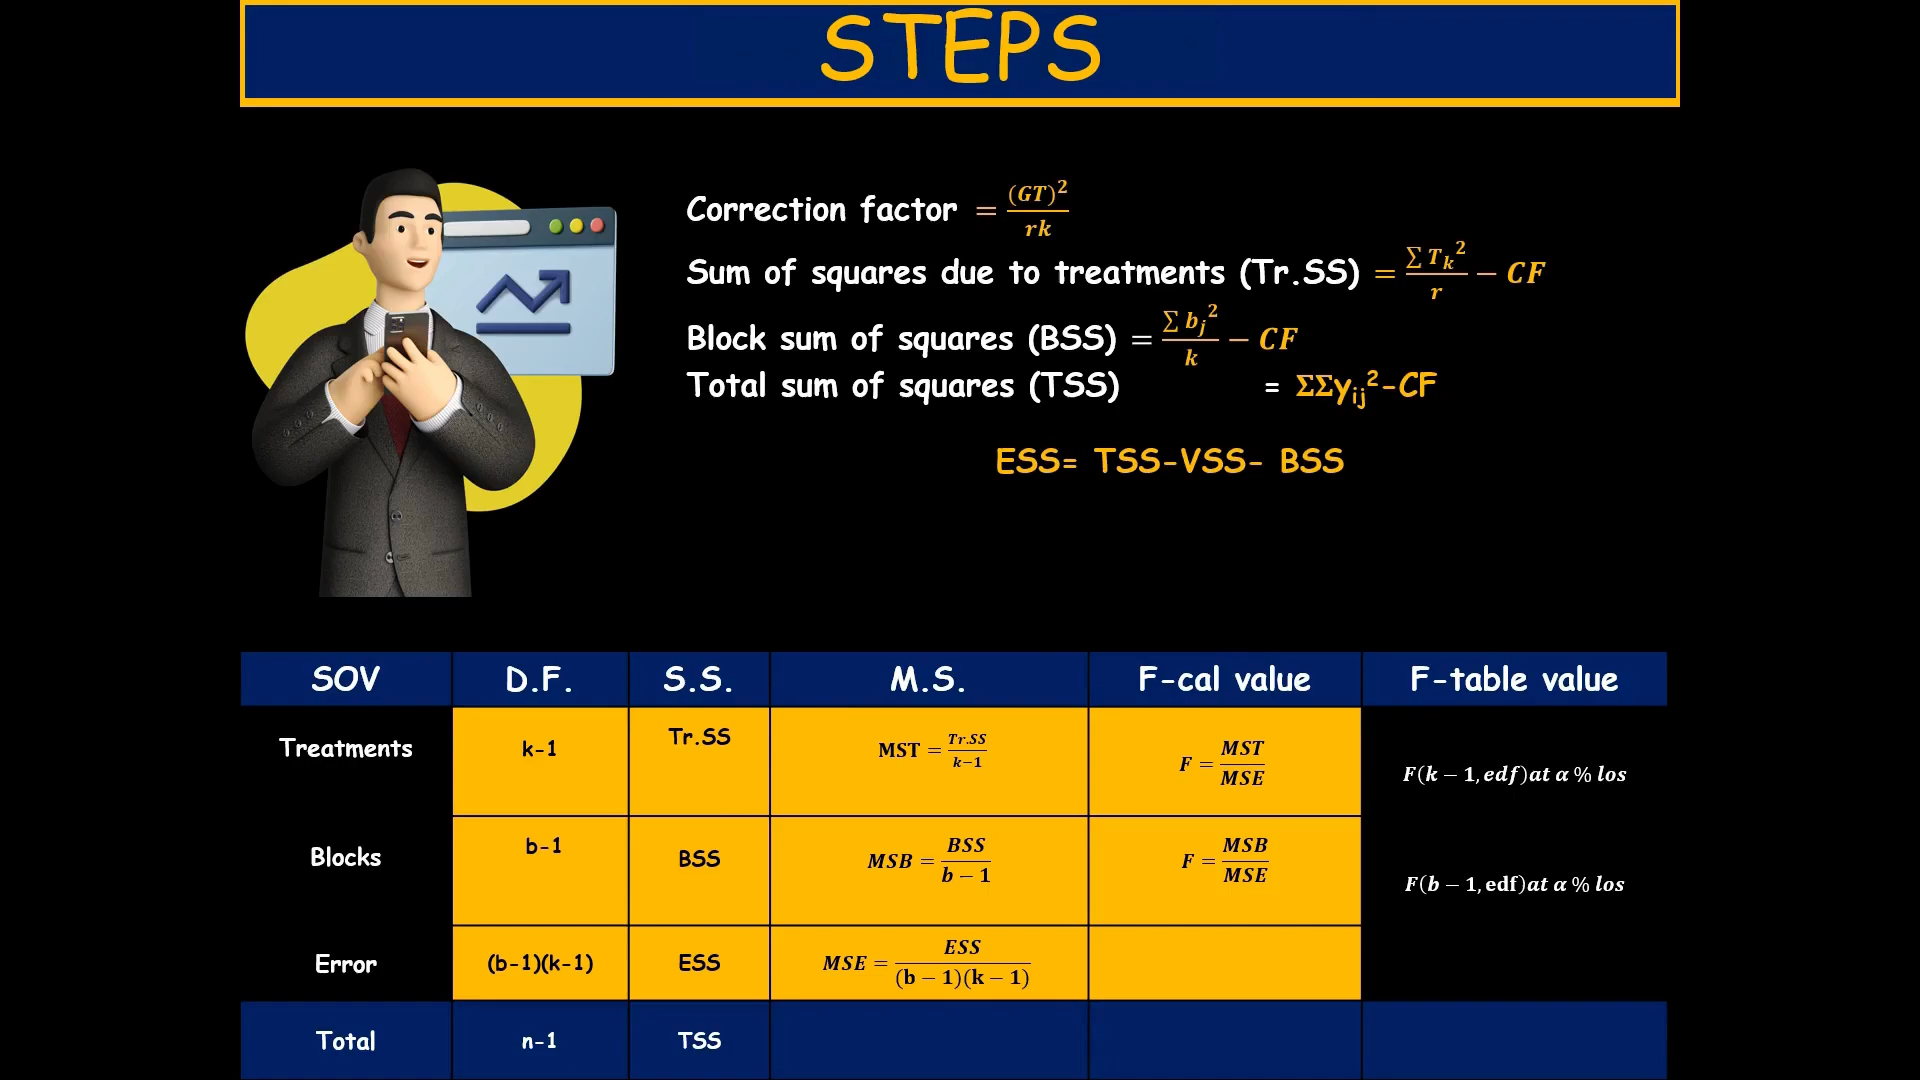 STEPS
Correction factor = (GT)²/rk
Sum of squares due to treatments (Tr.SS) = ∑Tₖ²/r − CF
Block sum of squares (BSS) = ∑bⱼ²/k − CF
Total sum of squares (TSS) = ΣΣyᵢⱼ²-CF
ESS= TSS-VSS- BSS
SOV D.F. S.S. M.S. F-cal value F-table value
Treatments k-1 Tr.SS MST = Tr.SS/k−1 F = MST/MSE F(k − 1, edf)at α % los
Blocks b-1 BSS MSB = BSS/b − 1 F = MSB/MSE F(b − 1, edf)at α % los
Error (b-1)(k-1) ESS MSE = ESS/(b − 1)(k − 1)
Total n-1 TSS